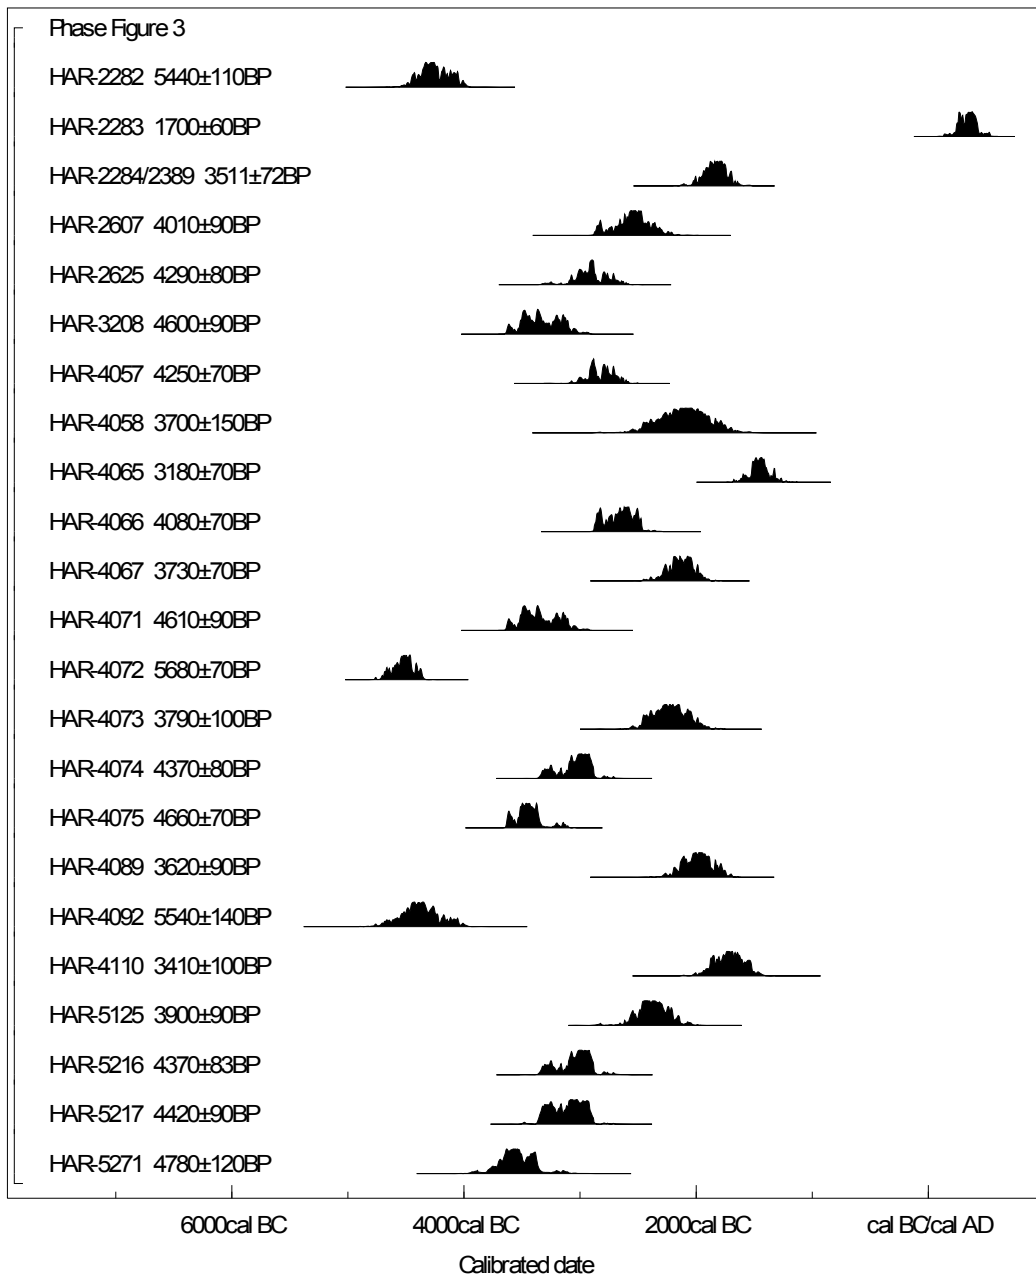 Phase Figure 3
HAR-2282 5440±110BP
HAR-2283 1700±60BP
HAR-2284/2389 3511±72BP
HAR-2607 4010±90BP
HAR-2625 4290±80BP
HAR-3208 4600±90BP
HAR-4057 4250±70BP
HAR-4058 3700±150BP
HAR-4065 3180±70BP
HAR-4066 4080±70BP
HAR-4067 3730±70BP
HAR-4071 4610±90BP
HAR-4072 5680±70BP
HAR-4073 3790±100BP
HAR-4074 4370±80BP
HAR-4075 4660±70BP
HAR-4089 3620±90BP
HAR-4092 5540±140BP
HAR-4110 3410±100BP
HAR-5125 3900±90BP
HAR-5216 4370±83BP
HAR-5217 4420±90BP
HAR-5271 4780±120BP
6000cal BC 4000cal BC 2000cal BC cal BC/cal AD
Calibrated date